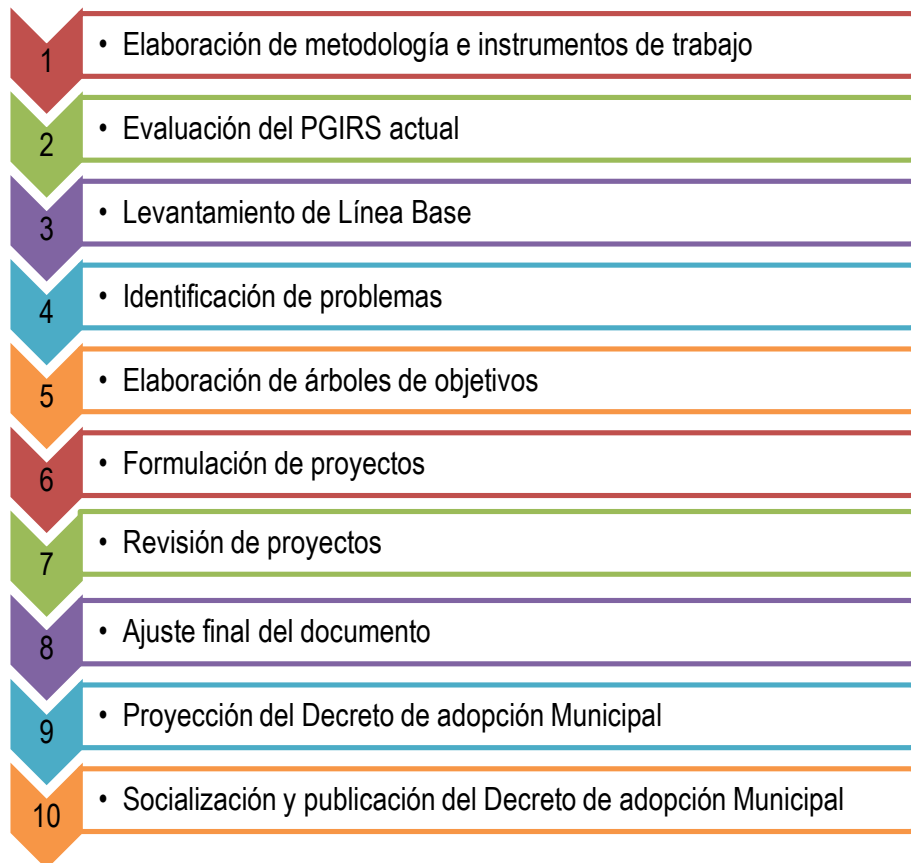 1 • Elaboración de metodología e instrumentos de trabajo
2 • Evaluación del PGIRS actual
3 • Levantamiento de Línea Base
4 • Identificación de problemas
5 • Elaboración de árboles de objetivos
6 • Formulación de proyectos
7 • Revisión de proyectos
8 • Ajuste final del documento
9 • Proyección del Decreto de adopción Municipal
10 • Socialización y publicación del Decreto de adopción Municipal